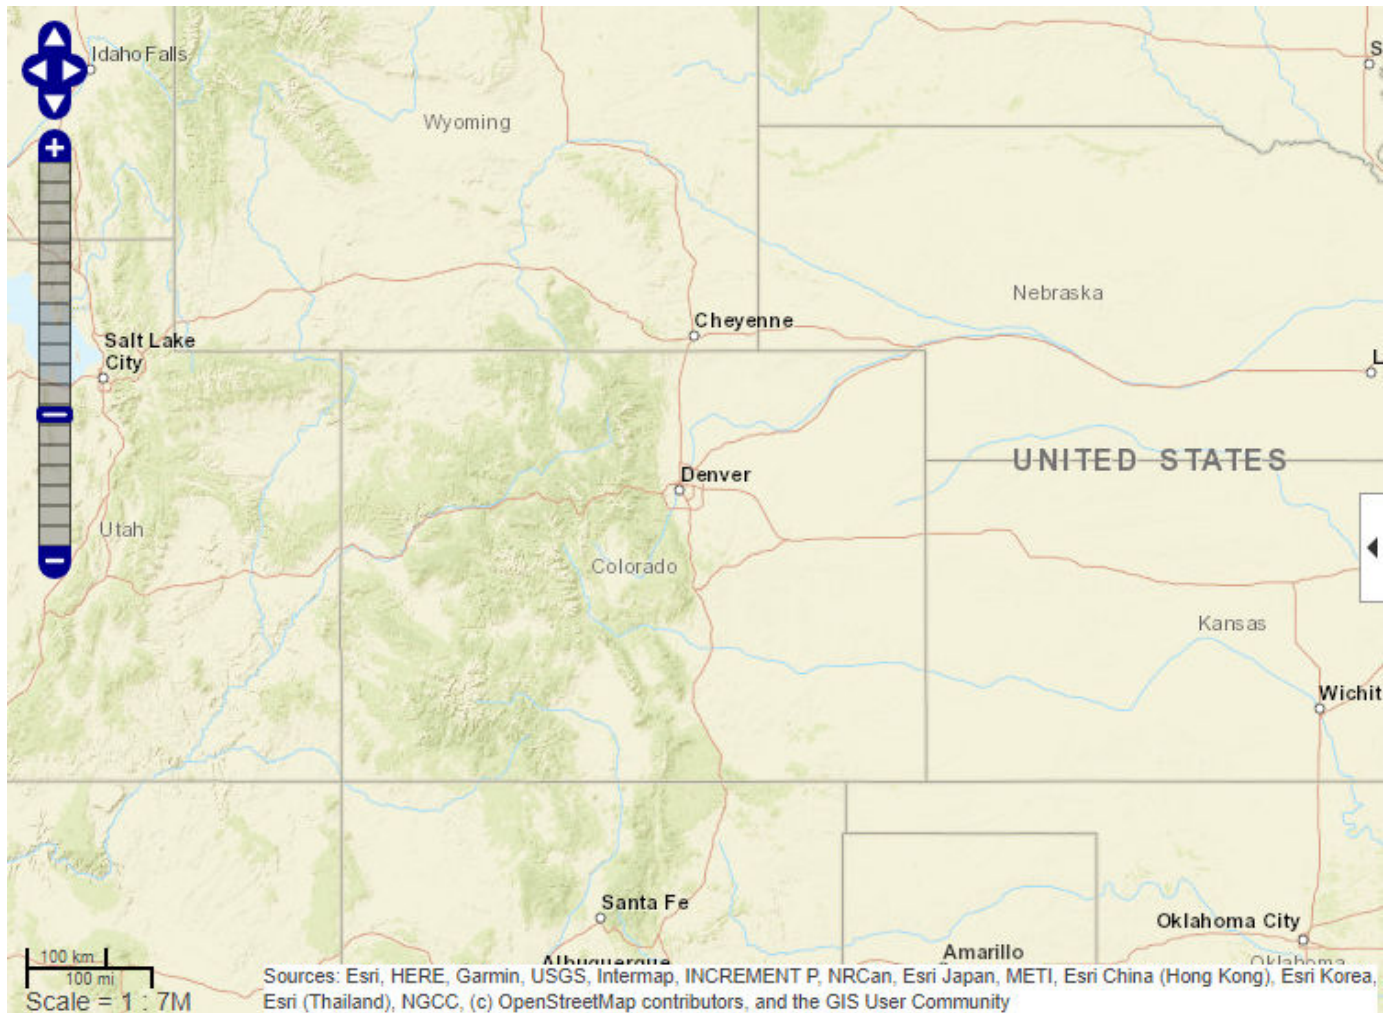 Idaho Falls
S
Wyoming
+
Nebraska
Cheyenne
Salt Lake
City
L
UNITED STATES
Denver
Utah
Colorado
Kansas
Wichit
Santa Fe
Oklahoma City
Amarillo
Albuquerque
Oklahoma
100 km
100 mi
Scale = 1 : 7M
Sources: Esri, HERE, Garmin, USGS, Intermap, INCREMENT P, NRCan, Esri Japan, METI, Esri China (Hong Kong), Esri Korea,
Esri (Thailand), NGCC, (c) OpenStreetMap contributors, and the GIS User Community